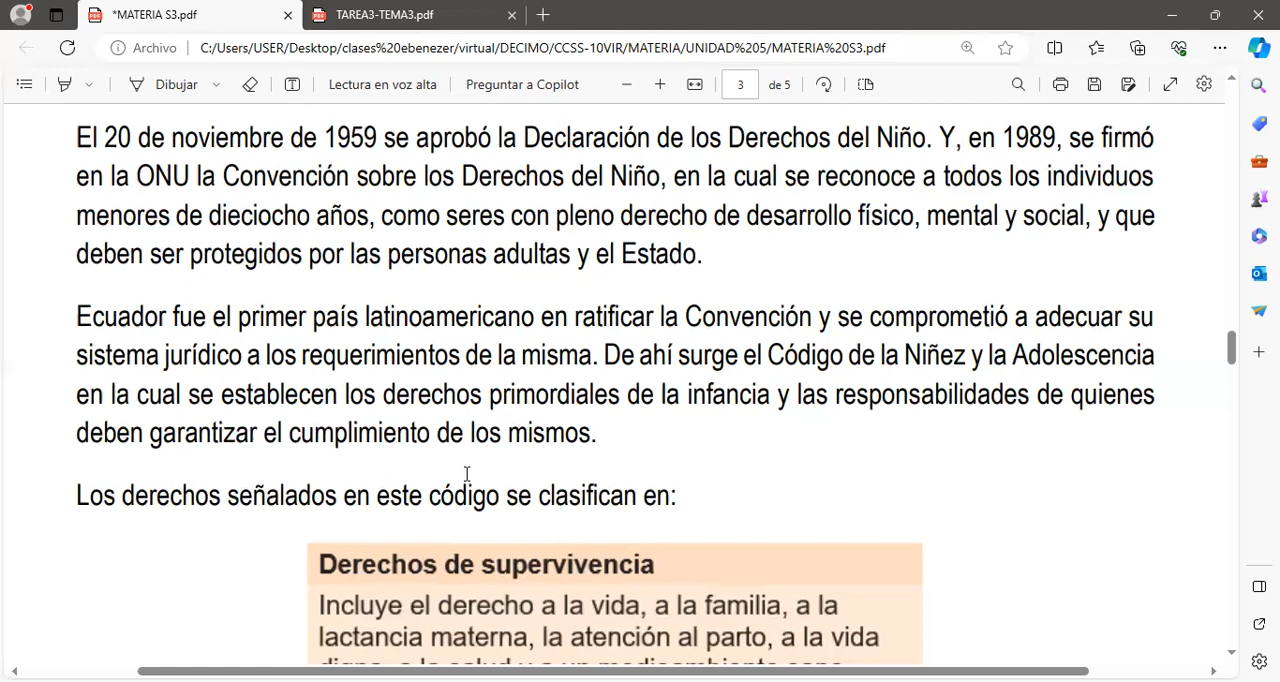 *MATERIA S3.pdf
TAREA3-TEMA3.pdf
Archivo
C:/Users/USER/Desktop/clases%20ebenezer/virtual/DECIMO/CCSS-10VIR/MATERIA/UNIDAD%205/MATERIA%20S3.pdf
Dibujar
Lectura en voz alta
Preguntar a Copilot
3
de 5
El 20 de noviembre de 1959 se aprobó la Declaración de los Derechos del Niño. Y, en 1989, se firmó
en la ONU la Convención sobre los Derechos del Niño, en la cual se reconoce a todos los individuos
menores de dieciocho años, como seres con pleno derecho de desarrollo físico, mental y social, y que
deben ser protegidos por las personas adultas y el Estado.
Ecuador fue el primer país latinoamericano en ratificar la Convención y se comprometió a adecuar su
sistema jurídico a los requerimientos de la misma. De ahí surge el Código de la Niñez y la Adolescencia
en la cual se establecen los derechos primordiales de la infancia y las responsabilidades de quienes
deben garantizar el cumplimiento de los mismos.
Los derechos señalados en este código se clasifican en:
Derechos de supervivencia
Incluye el derecho a la vida, a la familia, a la
lactancia materna, la atención al parto, a la vida
digna, a la salud y a un medioambiente sano